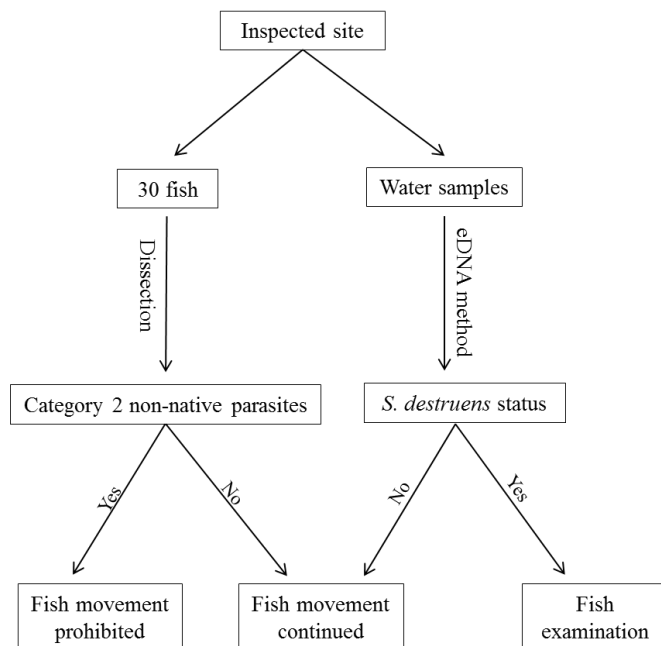 Inspected site
30 fish
Water samples
Dissection
eDNA method
Category 2 non-native parasites
S. destruens status
Yes
No
No
Yes
Fish movement
prohibited
Fish movement
continued
Fish
examination